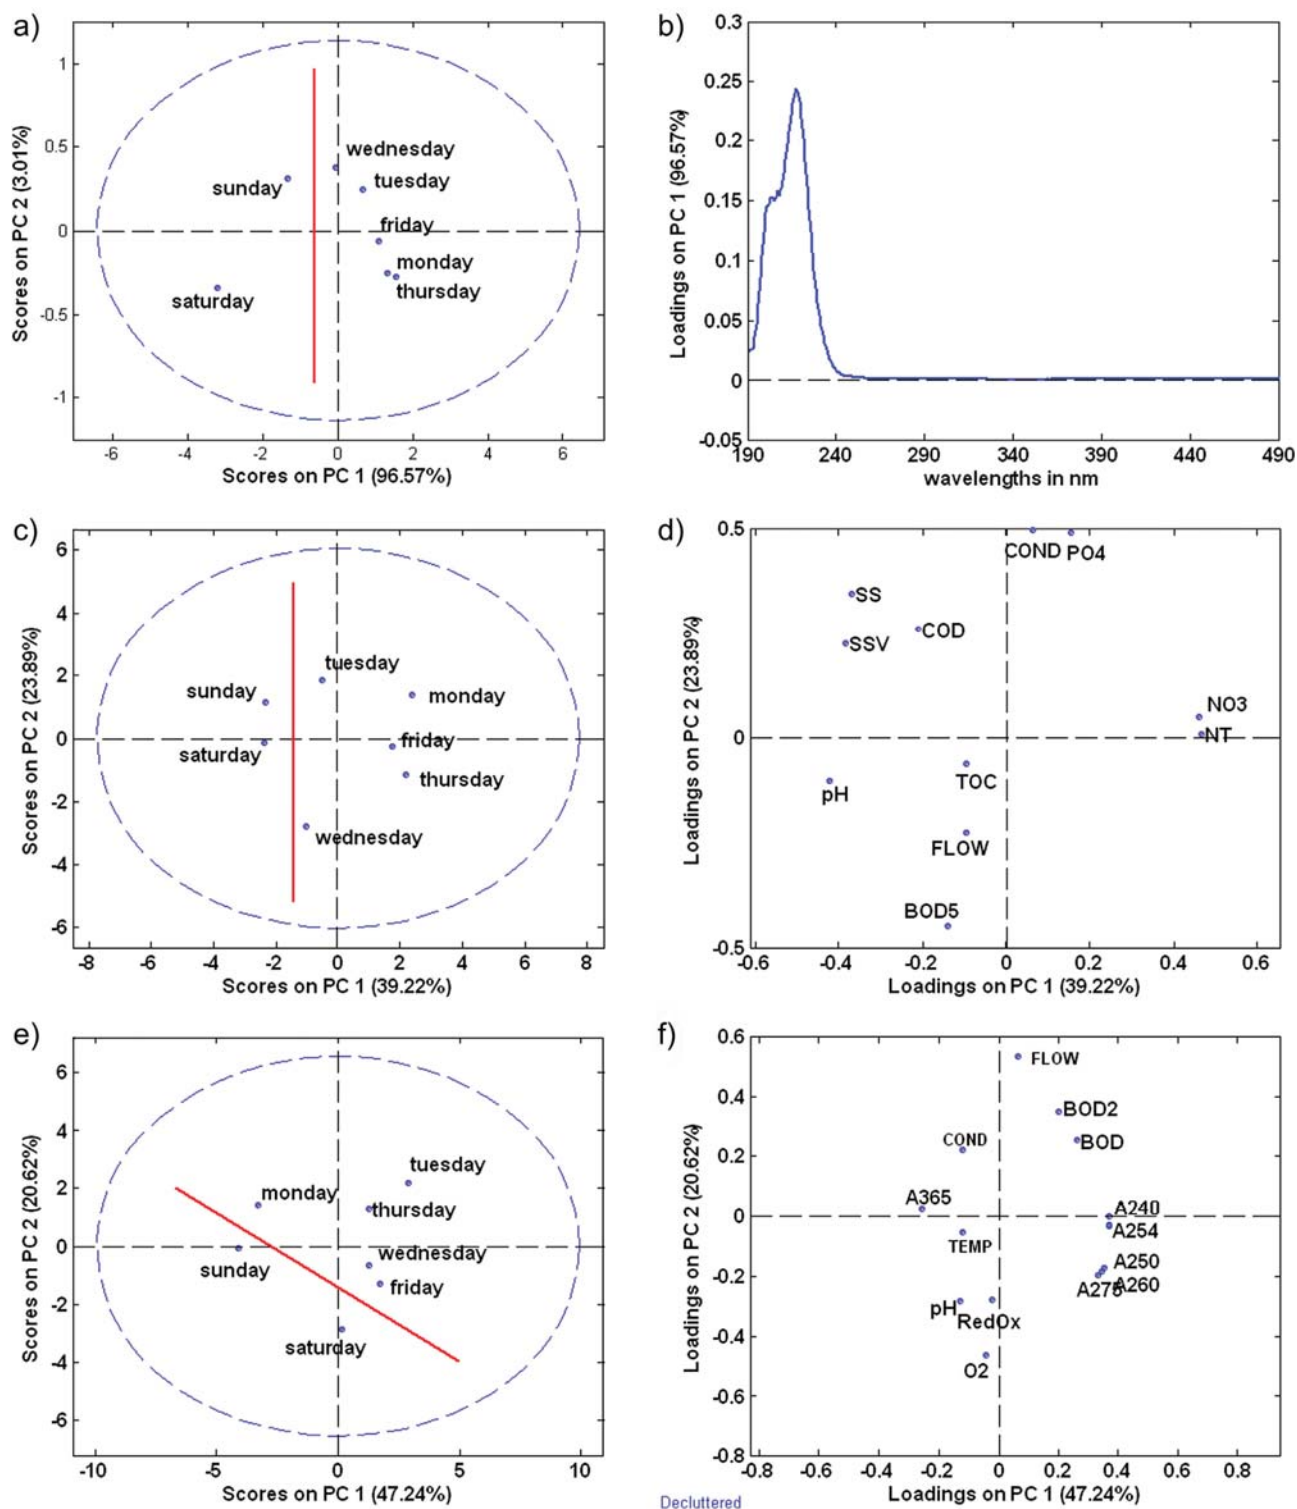 a)
1
0.5
0
-0.5
-1
Scores on PC 2 (3.01%)
wednesday
sunday
tuesday
friday
monday
thursday
saturday
-6 -4 -2 0 2 4 6
Scores on PC 1 (96.57%)
b)
0.3
0.25
0.2
0.15
0.1
0.05
0
-0.05
Loadings on PC 1 (96.57%)
190 240 290 340 390 440 490
wavelengths in nm
c)
6
4
2
0
-2
-4
-6
Scores on PC 2 (23.89%)
tuesday
sunday
monday
saturday
friday
thursday
wednesday
-8 -6 -4 -2 0 2 4 6 8
Scores on PC 1 (39.22%)
d)
0.5
0
-0.5
Loadings on PC 2 (23.89%)
COND PO4
SS
COD
SSV
NO3
NT
TOC
pH
FLOW
BOD5
-0.6 -0.4 -0.2 0 0.2 0.4 0.6
Loadings on PC 1 (39.22%)
e)
6
4
2
0
-2
-4
-6
Scores on PC 2 (20.62%)
tuesday
monday
thursday
wednesday
sunday
friday
saturday
-10 -5 0 5 10
Scores on PC 1 (47.24%)
f)
0.6
0.4
0.2
0
-0.2
-0.4
-0.6
-0.8
Loadings on PC 2 (20.62%)
FLOW
BOD2
BOD
COND
A365
A240
A254
TEMP
A250
A275
A260
pH
RedOx
O2
-0.8 -0.6 -0.4 -0.2 0 0.2 0.4 0.6 0.8
Loadings on PC 1 (47.24%)
Decluttered